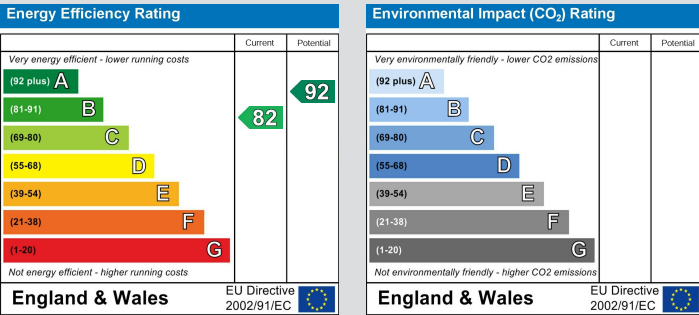 Energy Efficiency Rating
Current
Potential
Very energy efficient - lower running costs
(92 plus) A
(81-91) B
(69-80) C
(55-68) D
(39-54) E
(21-38) F
(1-20) G
82
92
Not energy efficient - higher running costs
England & Wales
EU Directive
2002/91/EC
Environmental Impact (CO₂) Rating
Current
Potential
Very environmentally friendly - lower CO2 emissions
(92 plus) A
(81-91) B
(69-80) C
(55-68) D
(39-54) E
(21-38) F
(1-20) G
Not environmentally friendly - higher CO2 emissions
England & Wales
EU Directive
2002/91/EC